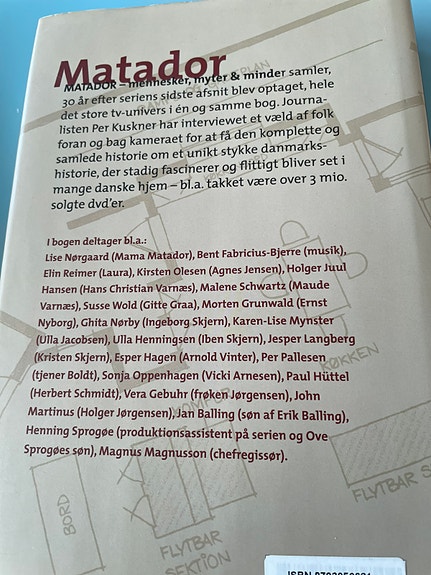 Matador
MATADOR – mennesker, myter & minder samler,
30 år efter seriens sidste afsnit blev optaget, hele
det store tv-univers i én og samme bog. Journa-
listen Per Kuskner har interviewet et væld af folk
foran og bag kameraet for at få den komplette og
samlede historie om et unikt stykke danmarks-
historie, der stadig fascinerer og flittigt bliver set i
mange danske hjem – bl.a. takket være over 3 mio.
solgte dvd'er.
I bogen deltager bl.a.:
Lise Nørgaard (Mama Matador), Bent Fabricius-Bjerre (musik),
Elin Reimer (Laura), Kirsten Olesen (Agnes Jensen), Holger Juul
Hansen (Hans Christian Varnæs), Malene Schwartz (Maude
Varnæs), Susse Wold (Gitte Graa), Morten Grunwald (Ernst
Nyborg), Ghita Nørby (Ingeborg Skjern), Karen-Lise Mynster
(Ulla Jacobsen), Ulla Henningsen (Iben Skjern), Jesper Langberg
(Kristen Skjern), Esper Hagen (Arnold Vinter), Per Pallesen
(tjener Boldt), Sonja Oppenhagen (Vicki Arnesen), Paul Hüttel
(Herbert Schmidt), Vera Gebuhr (frøken Jørgensen), John
Martinus (Holger Jørgensen), Jan Balling (søn af Erik Balling),
Henning Sprogøe (produktionsassistent på serien og Ove
Sprogøes søn), Magnus Magnusson (chefregissør).
KØKKEN
JOMFRU
BORD
FLYTBAR
SEKTION
FLYTBAR
ISBN